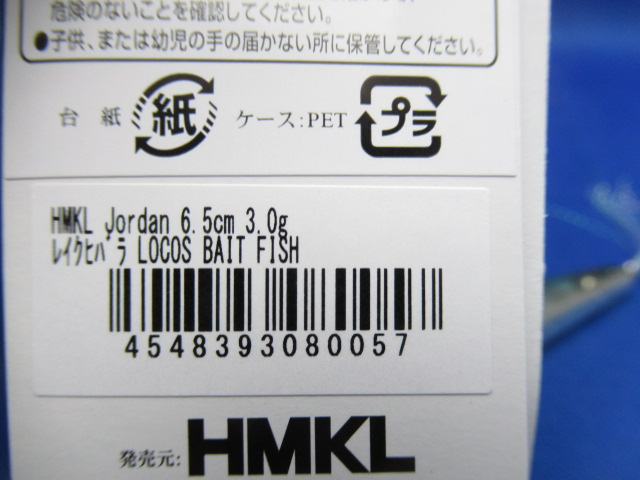 危険のないことを確認してください。
●子供、または幼児の手の届かない所に保管してください。
台紙 紙 ケース:PET プラ
HMKL Jordan 6.5cm 3.0g
ﾚｲｸﾋﾊﾞﾗ LOCOS BAIT FISH
4548393080057
発売元: HMKL